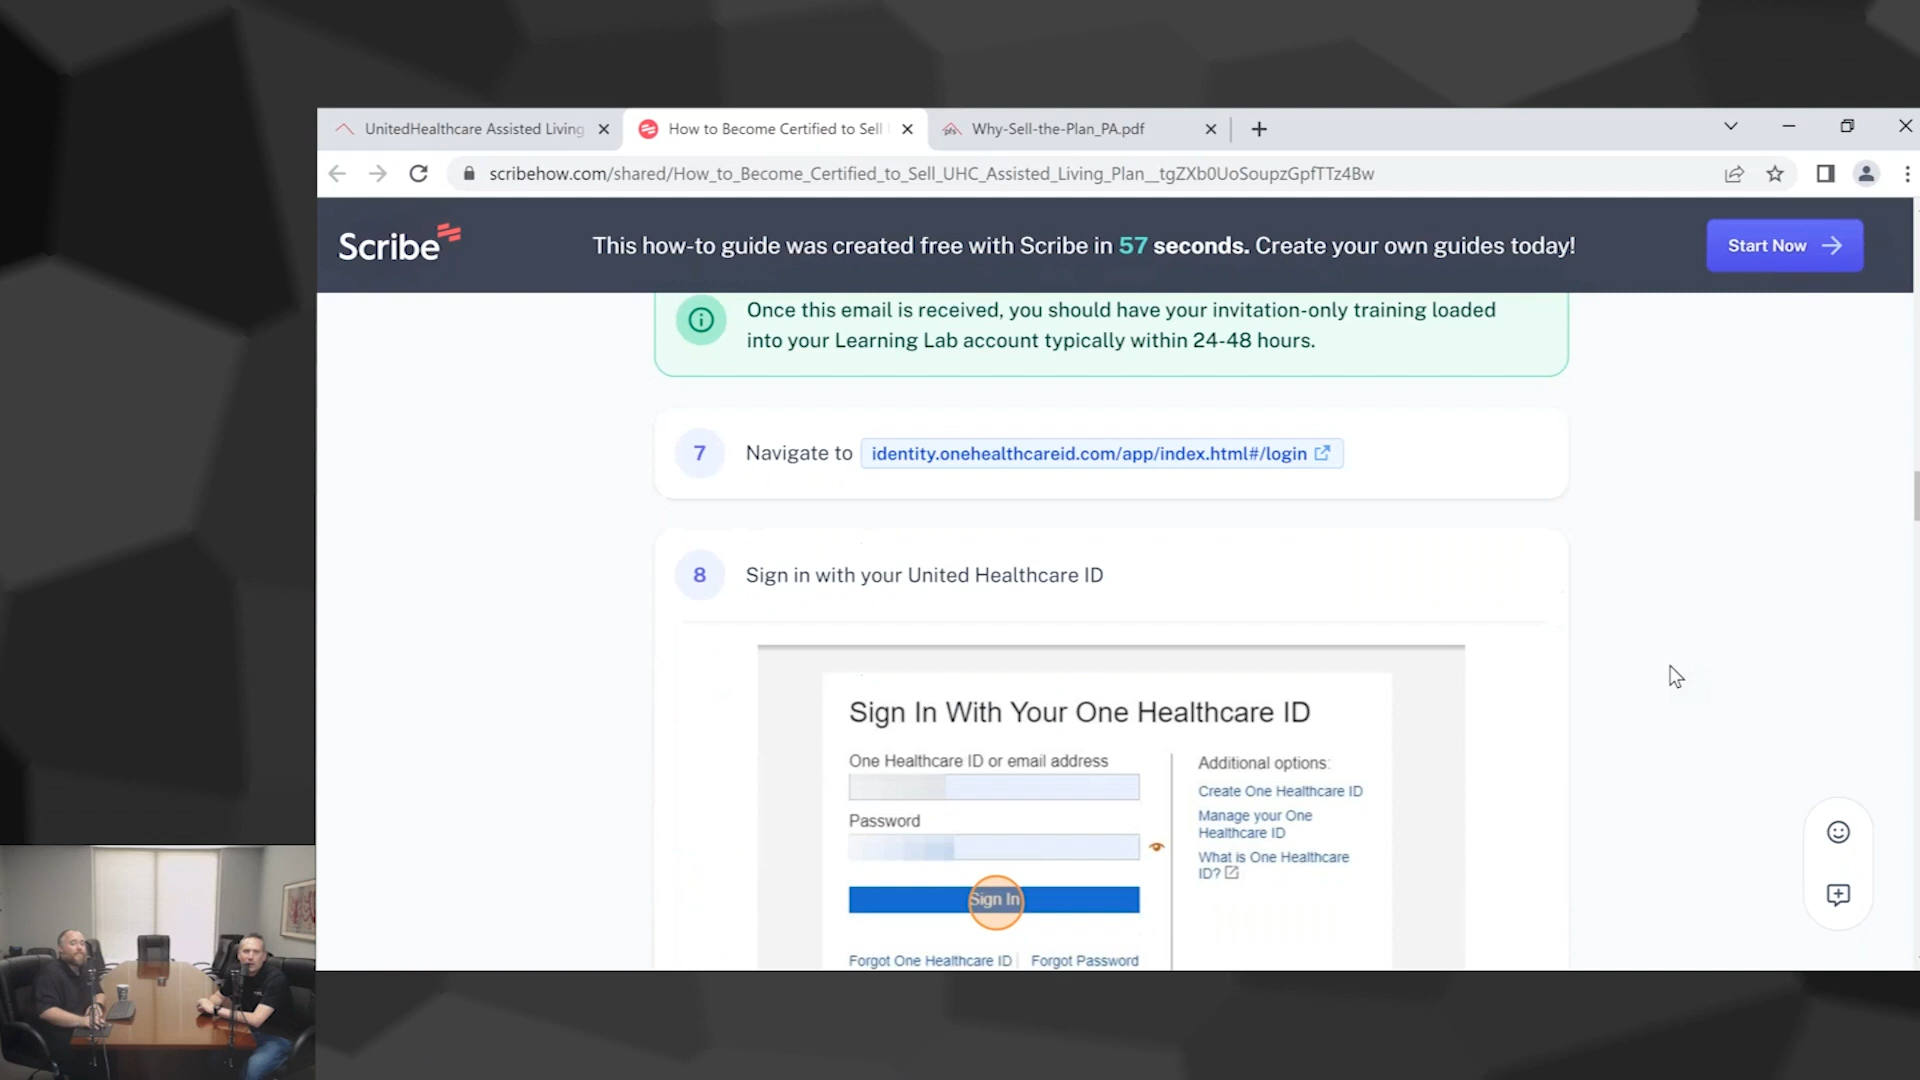 UnitedHealthcare Assisted Living
How to Become Certified to Sell
Why-Sell-the-Plan_PA.pdf
scribehow.com/shared/How_to_Become_Certified_to_Sell_UHC_Assisted_Living_Plan__tgZXb0UoSoupzGpfTTz4Bw
Scribe
This how-to guide was created free with Scribe in 57 seconds. Create your own guides today!
Start Now
Once this email is received, you should have your invitation-only training loaded
into your Learning Lab account typically within 24-48 hours.
7 Navigate to identity.onehealthcareid.com/app/index.html#/login
8 Sign in with your United Healthcare ID
Sign In With Your One Healthcare ID
One Healthcare ID or email address
Password
Sign In
Forgot One Healthcare ID
Forgot Password
Additional options:
Create One Healthcare ID
Manage your One
Healthcare ID
What is One Healthcare
ID?